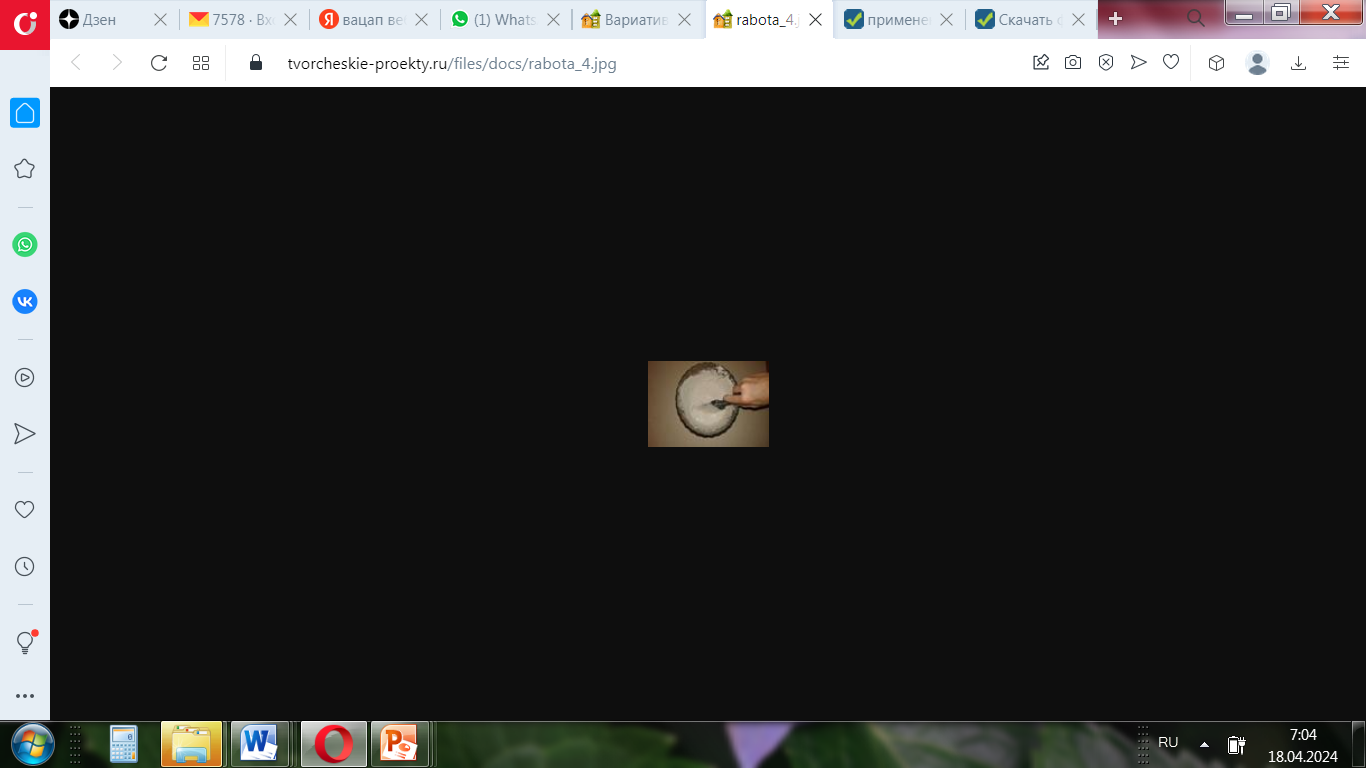 Дзен
7578 · Вхо
вацап ве
(1) Whats
Вариатив
rabota_4.j
примене
Скачать
tvorcheskie-proekty.ru/files/docs/rabota_4.jpg
RU
7:04
18.04.2024